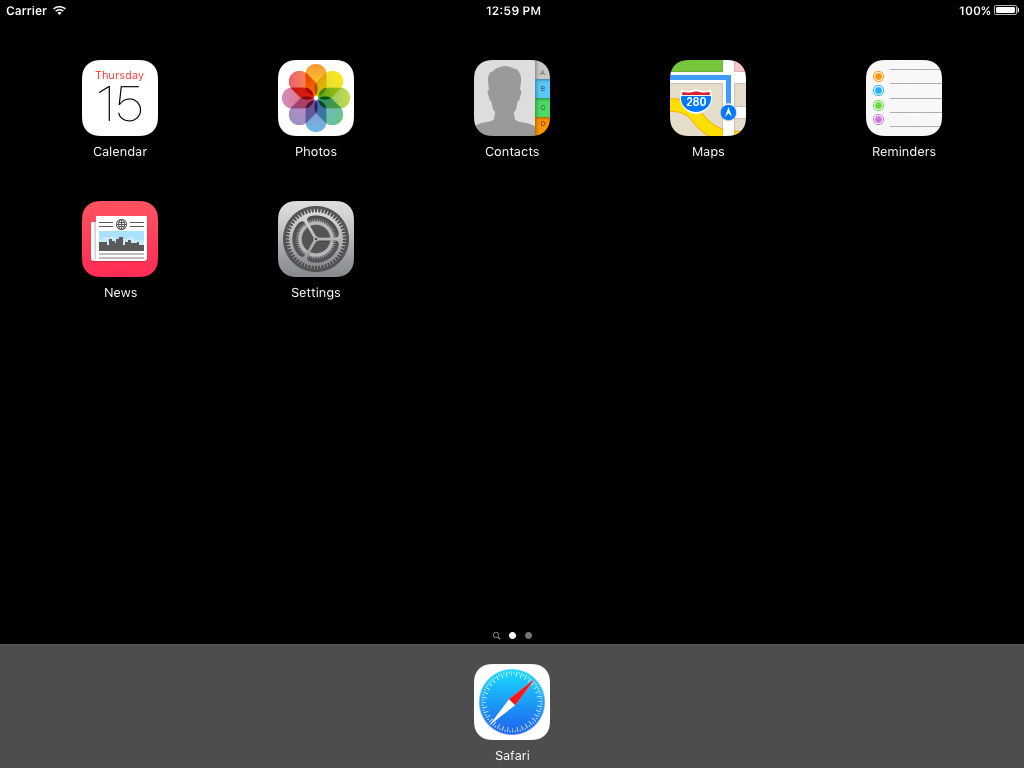 Carrier 12:59 PM 100%
Thursday
15
A
B
C
D
280
Calendar Photos Contacts Maps Reminders
News Settings
Safari